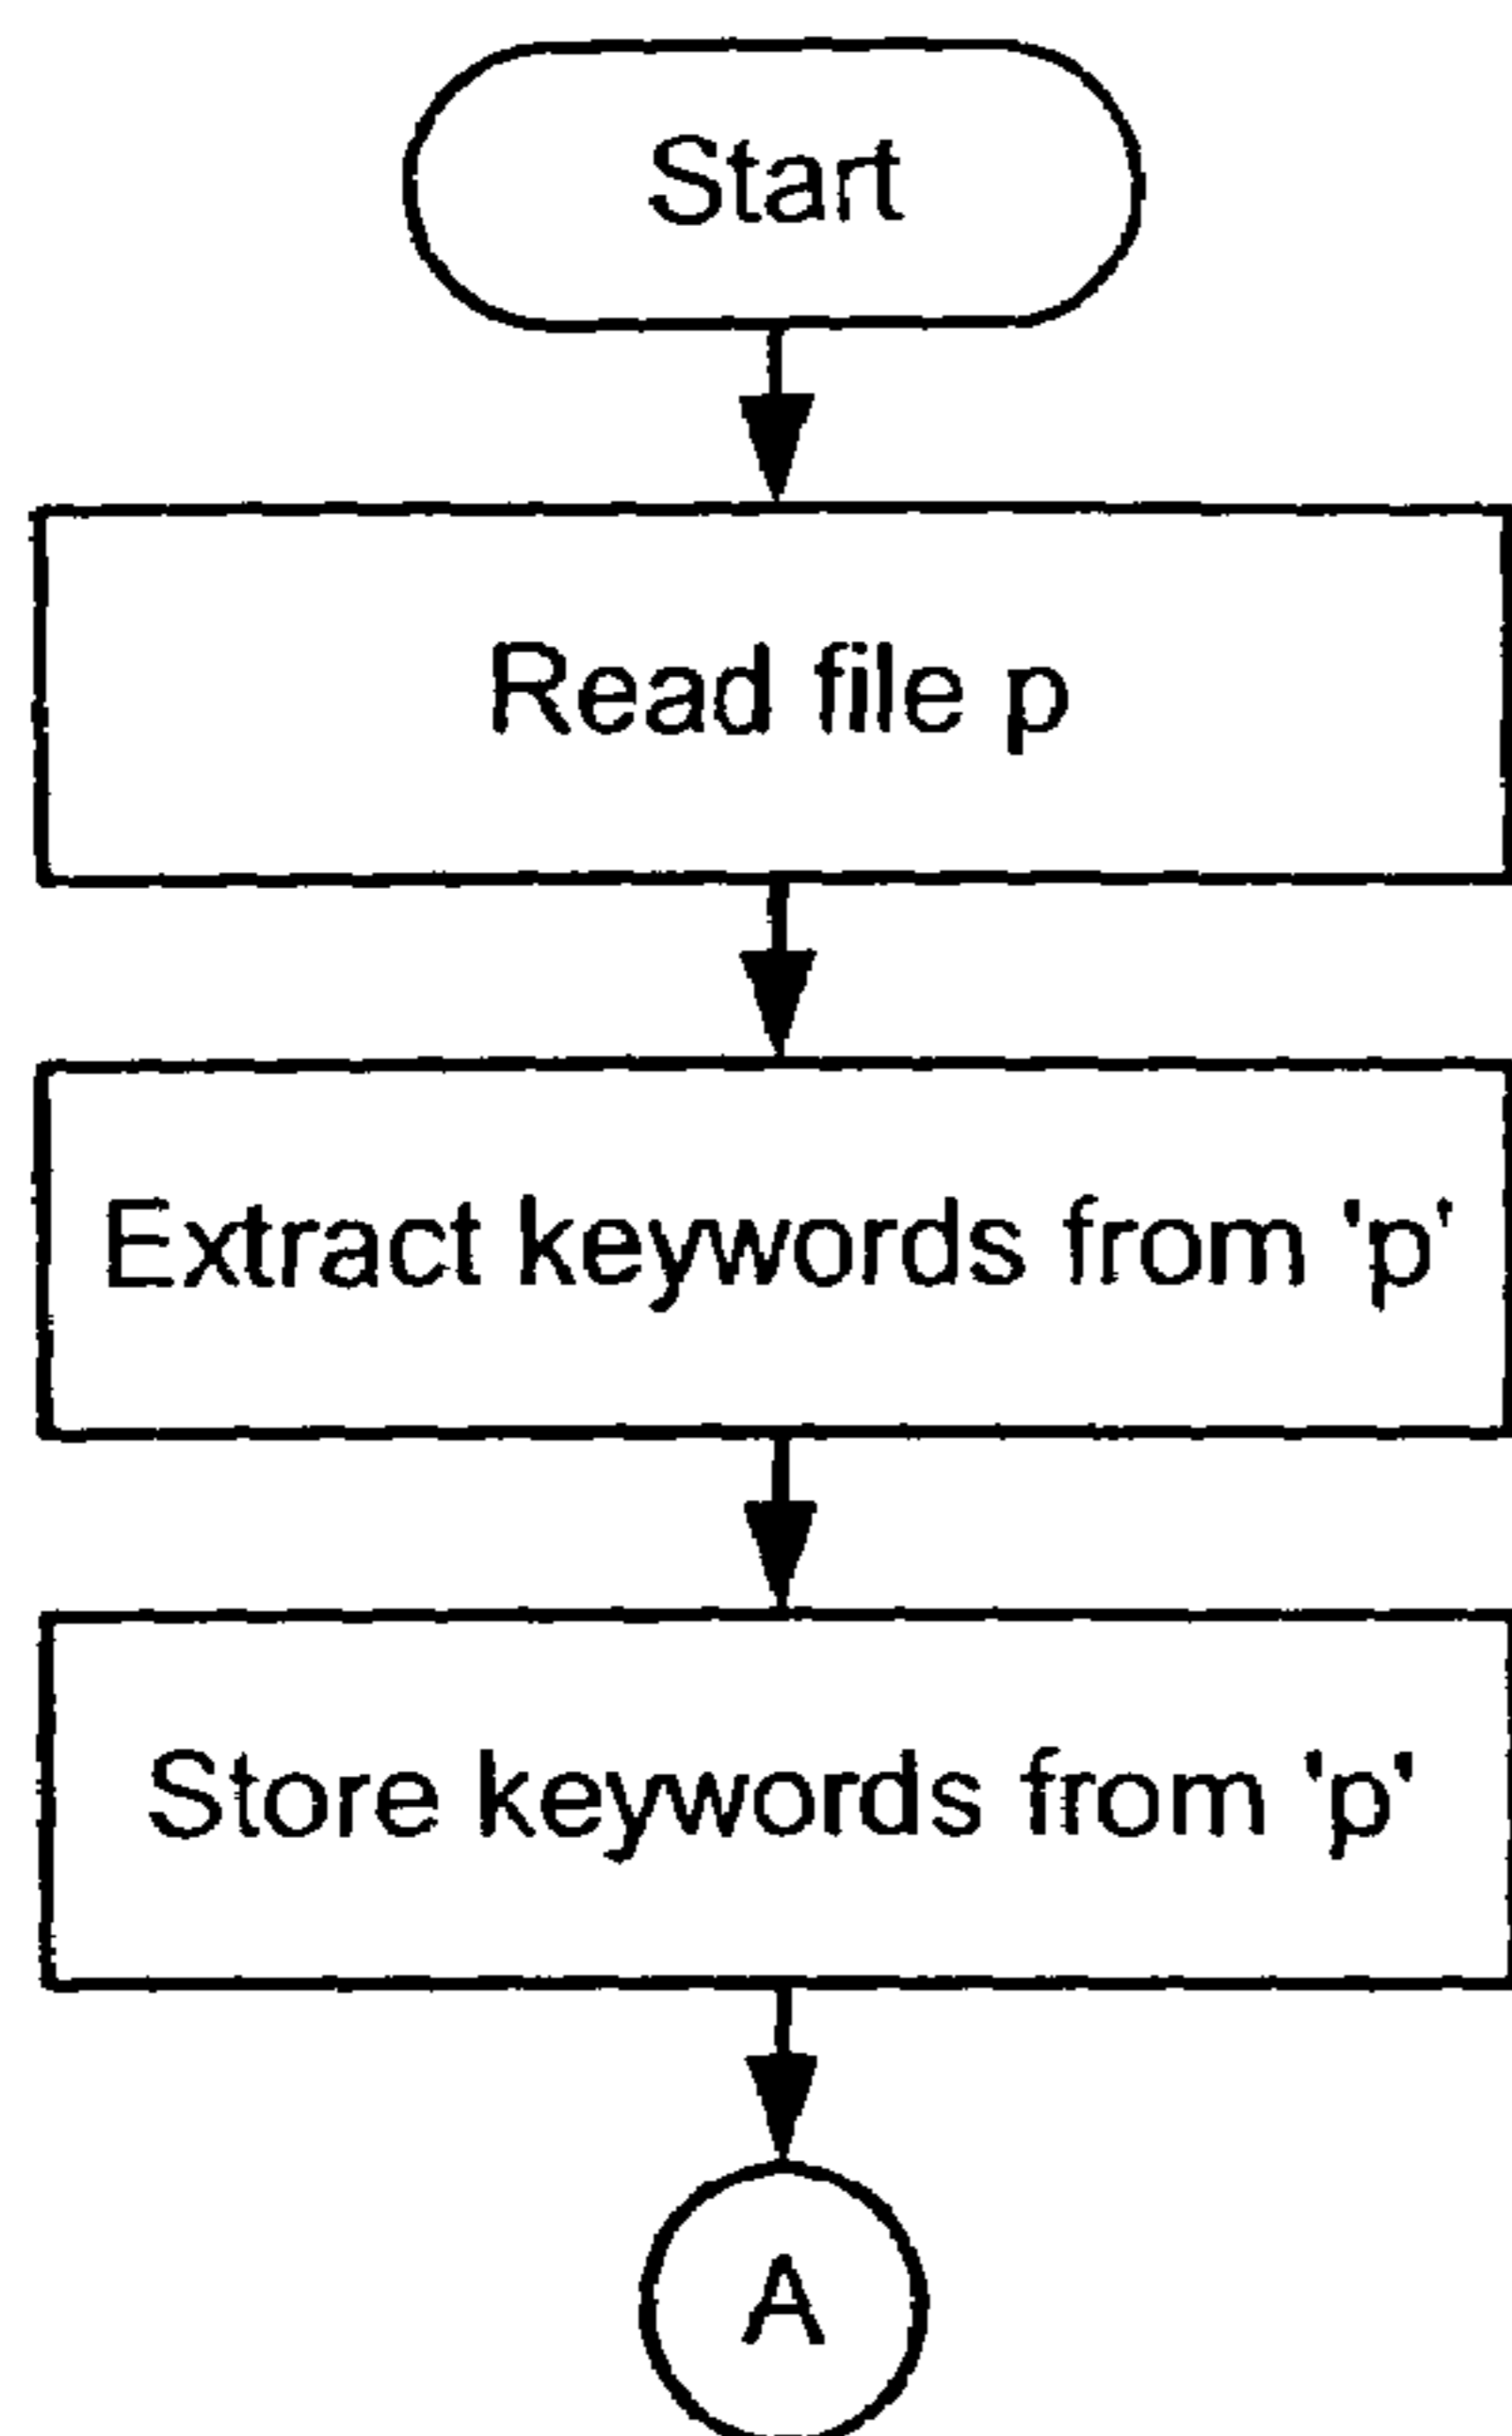 Start
Read file p
Extract keywords from 'p'
Store keywords from 'p'
A